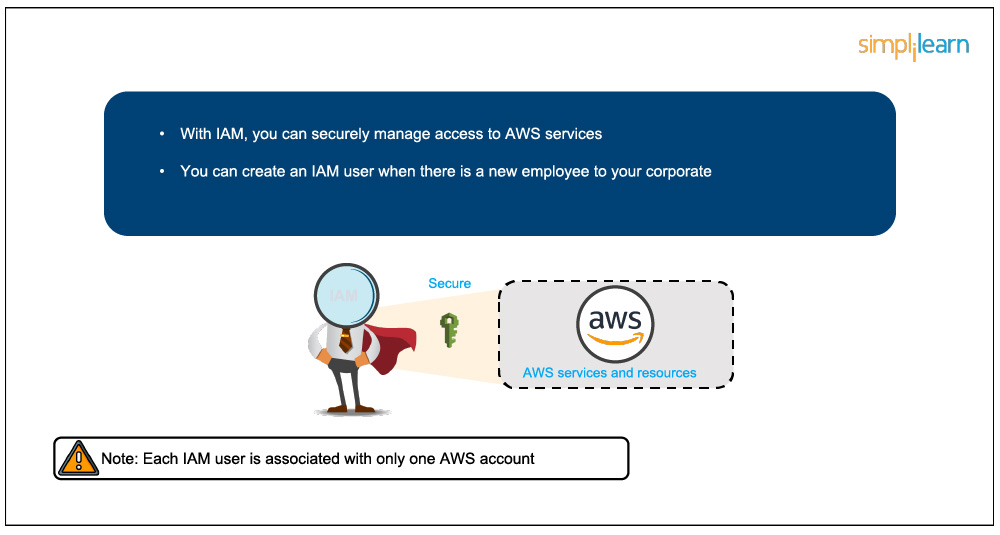 simplilearn
• With IAM, you can securely manage access to AWS services
• You can create an IAM user when there is a new employee to your corporate
Secure
IAM
aws
AWS services and resources
Note: Each IAM user is associated with only one AWS account